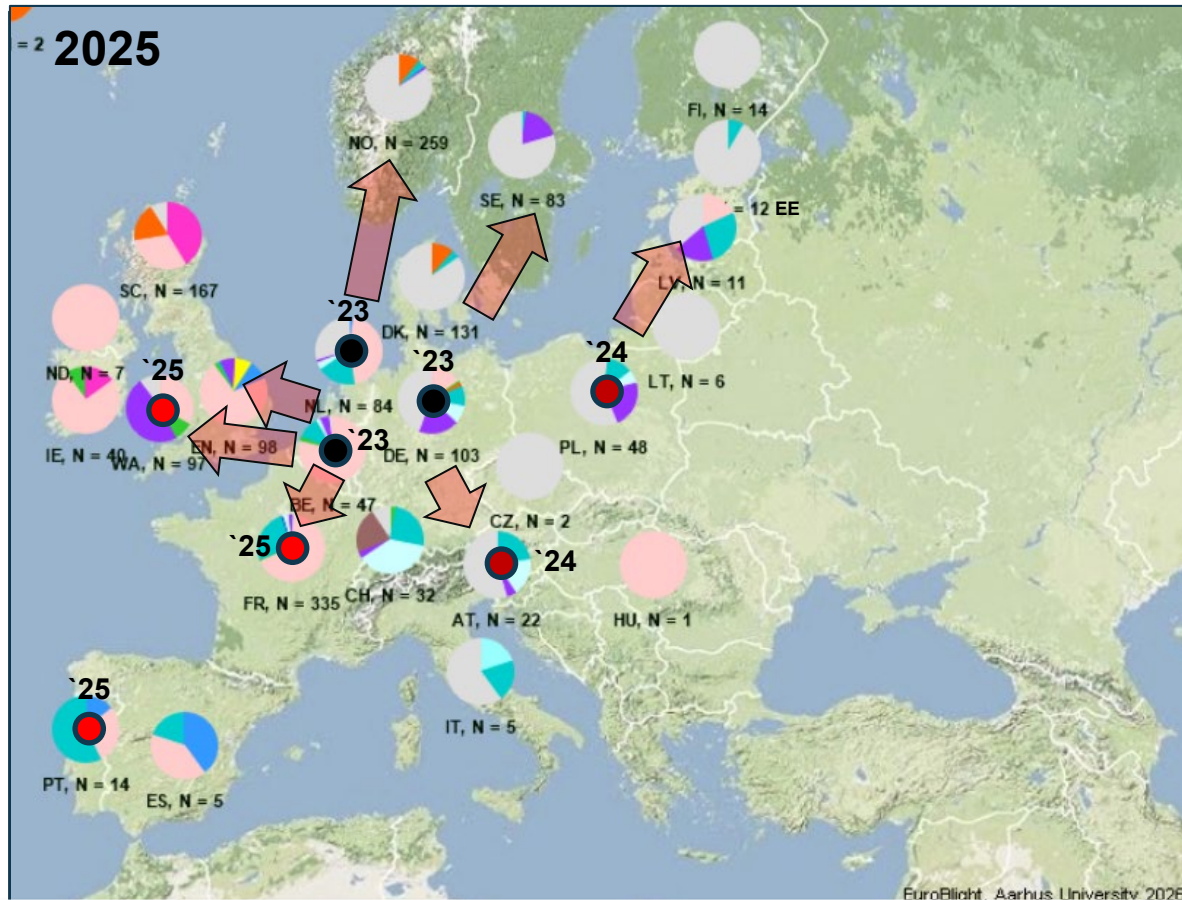 = 2 2025
FI, N = 14
NO, N = 259
SE, N = 83
= 12 EE
SC, N = 167
LV, N = 11
`23
DK, N = 131
`24
`23
ND, N = 7
`25
LT, N = 6
NL, N = 84
`23
EN, N = 98
IE, N = 40
WA, N = 97
DE, N = 103
PL, N = 48
BE, N = 47
CZ, N = 2
`25
`24
FR, N = 335
CH, N = 32
AT, N = 22
HU, N = 1
`25
IT, N = 5
PT, N = 14
ES, N = 5
EuroBlight, Aarhus University, 2026